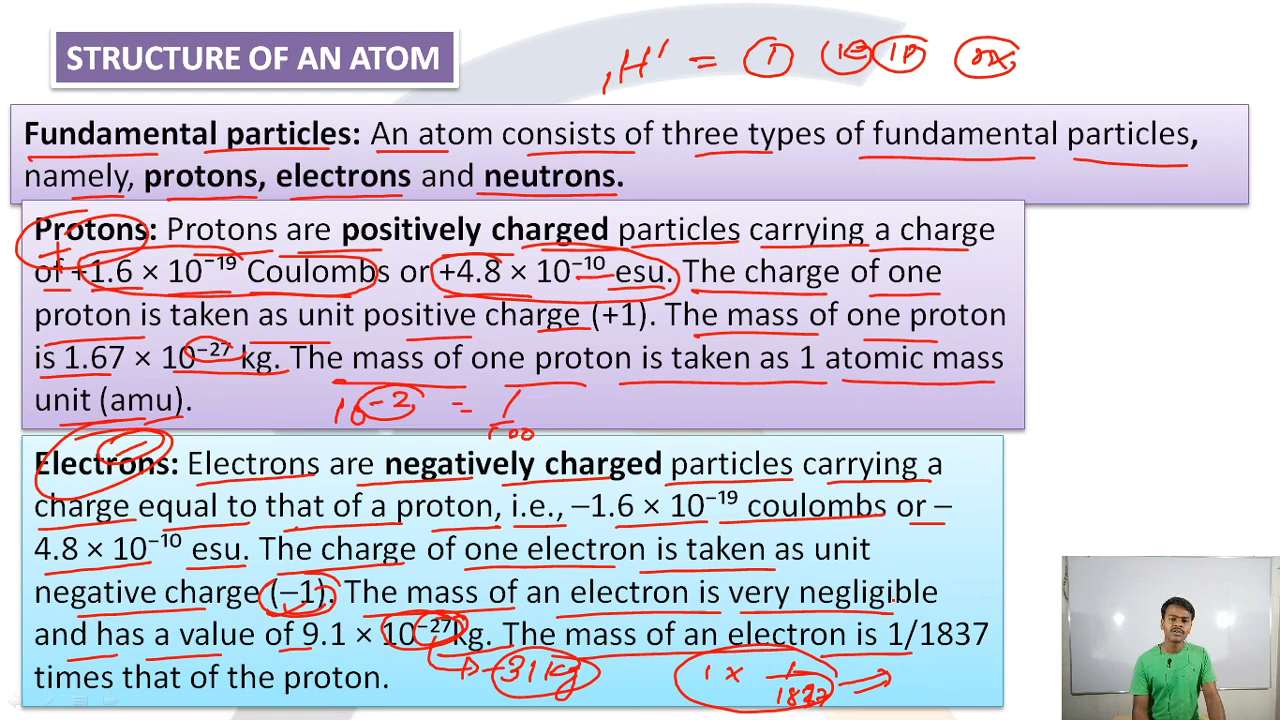 STRUCTURE OF AN ATOM
₁H¹ = 1 1e 1P
Fundamental particles: An atom consists of three types of fundamental particles,
namely, protons, electrons and neutrons.
Protons: Protons are positively charged particles carrying a charge
of +1.6 × 10⁻¹⁹ Coulombs or +4.8 × 10⁻¹⁰ esu. The charge of one
proton is taken as unit positive charge (+1). The mass of one proton
is 1.67 × 10⁻²⁷ kg. The mass of one proton is taken as 1 atomic mass
unit (amu).
+
10⁻² = 1/100
Electrons: Electrons are negatively charged particles carrying a
charge equal to that of a proton, i.e., –1.6 × 10⁻¹⁹ coulombs or –
4.8 × 10⁻¹⁰ esu. The charge of one electron is taken as unit
negative charge (–1). The mass of an electron is very negligible
and has a value of 9.1 × 10⁻²⁷kg. The mass of an electron is 1/1837
times that of the proton.
-31 kg
1 × 1/1837